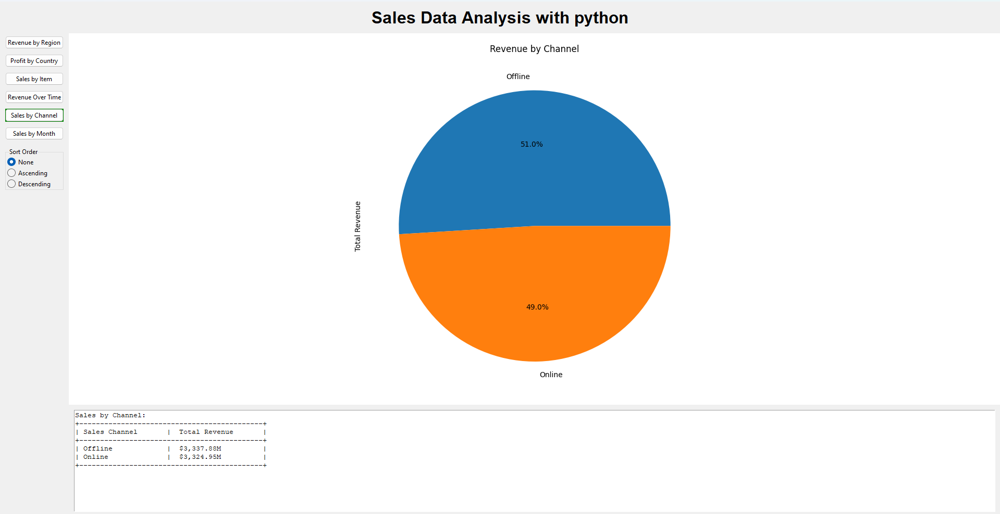 Sales Data Analysis with python
Revenue by Region
Profit by Country
Sales by Item
Revenue Over Time
Sales by Channel
Sales by Month
Sort Order
None
Ascending
Descending
Revenue by Channel
Offline
51.0%
Total Revenue
49.0%
Online
Sales by Channel:
+--------------------------------------------+
| Sales Channel       |  Total Revenue       |
+--------------------------------------------+
| Offline             |  $3,337.88M          |
| Online              |  $3,324.95M          |
+--------------------------------------------+